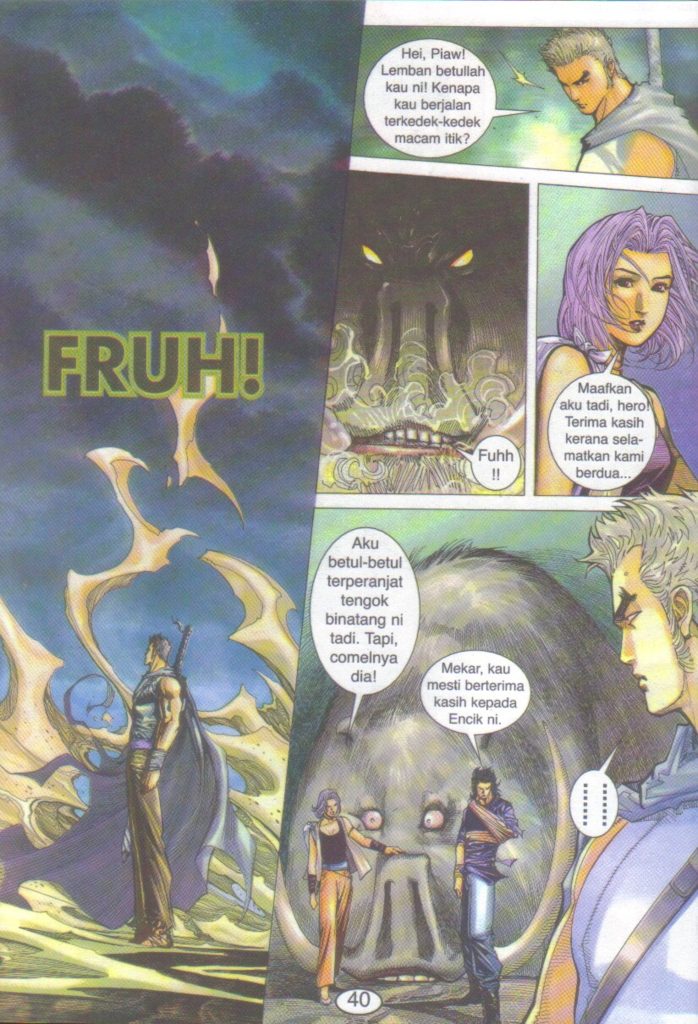 FRUH!
Hei, Piaw!
Lemban betullah
kau ni! Kenapa
kau berjalan
terkedek-kedek
macam itik?
Fuhh
!!
Maafkan
aku tadi, hero!
Terima kasih
kerana sela-
matkan kami
berdua...
Aku
betul-betul
terperanjat
tengok
binatang ni
tadi. Tapi,
comelnya
dia!
Mekar, kau
mesti berterima
kasih kepada
Encik ni.
40